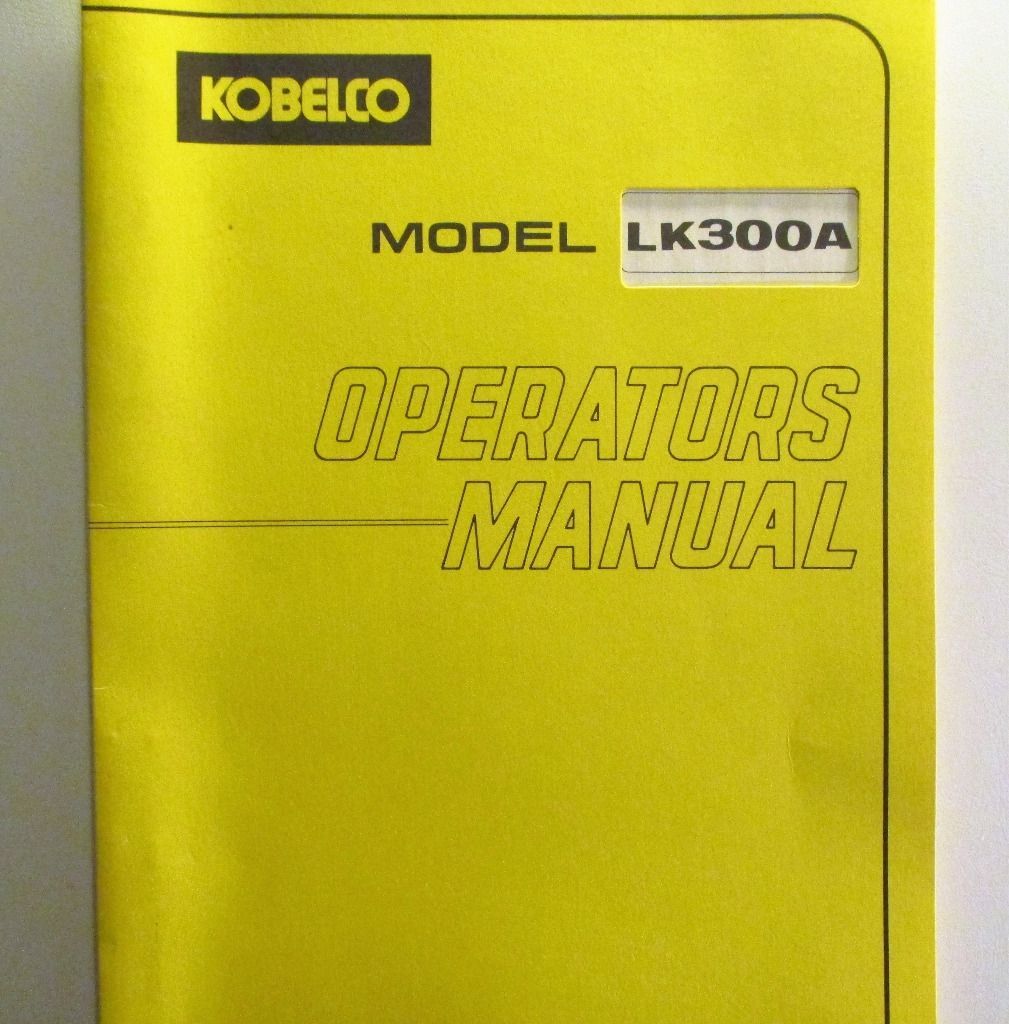 KOBELCO
MODEL LK300A
OPERATORS
MANUAL